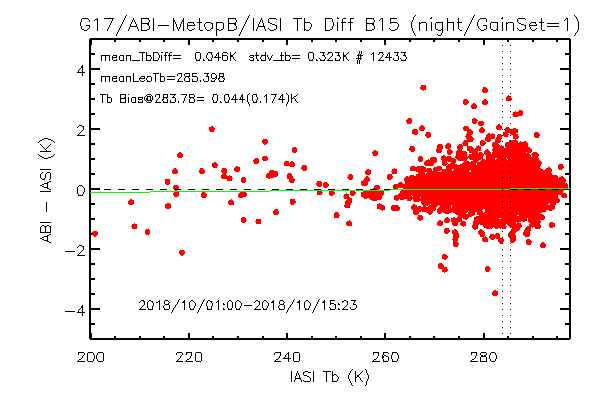 G17/ABI-MetopB/IASI Tb Diff B15 (night/GainSet=1)
mean_TbDiff= 0.046K stdv_tb= 0.323K # 12433
meanLeoTb=285.398
Tb Bias@283.78= 0.044(0.174)K
4
2
0
-2
-4
ABI - IASI (K)
2018/10/01:00-2018/10/15:23
200 220 240 260 280
IASI Tb (K)